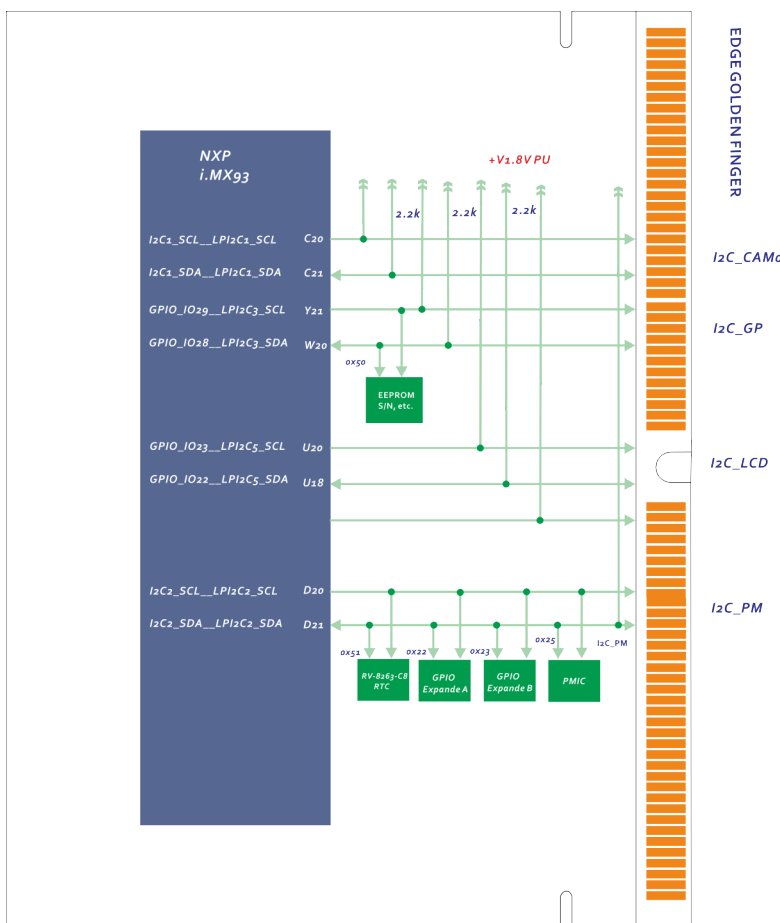 EDGE GOLDEN FINGER
NXP
i.MX93
+V1.8V PU
2.2k
2.2k
2.2k
I2C1_SCL__LPI2C1_SCL C20
I2C1_SDA__LPI2C1_SDA C21
I2C_CAM0
GPIO_IO29__LPI2C3_SCL Y21
GPIO_IO28__LPI2C3_SDA W20
I2C_GP
0x50
EEPROM
S/N, etc.
GPIO_IO23__LPI2C5_SCL U20
GPIO_IO22__LPI2C5_SDA U18
I2C_LCD
I2C2_SCL__LPI2C2_SCL D20
I2C2_SDA__LPI2C2_SDA D21
I2C_PM
I2C_PM
0x51
0x22
0x23
0x25
RV-8263-C8
RTC
GPIO
Expande A
GPIO
Expande B
PMIC